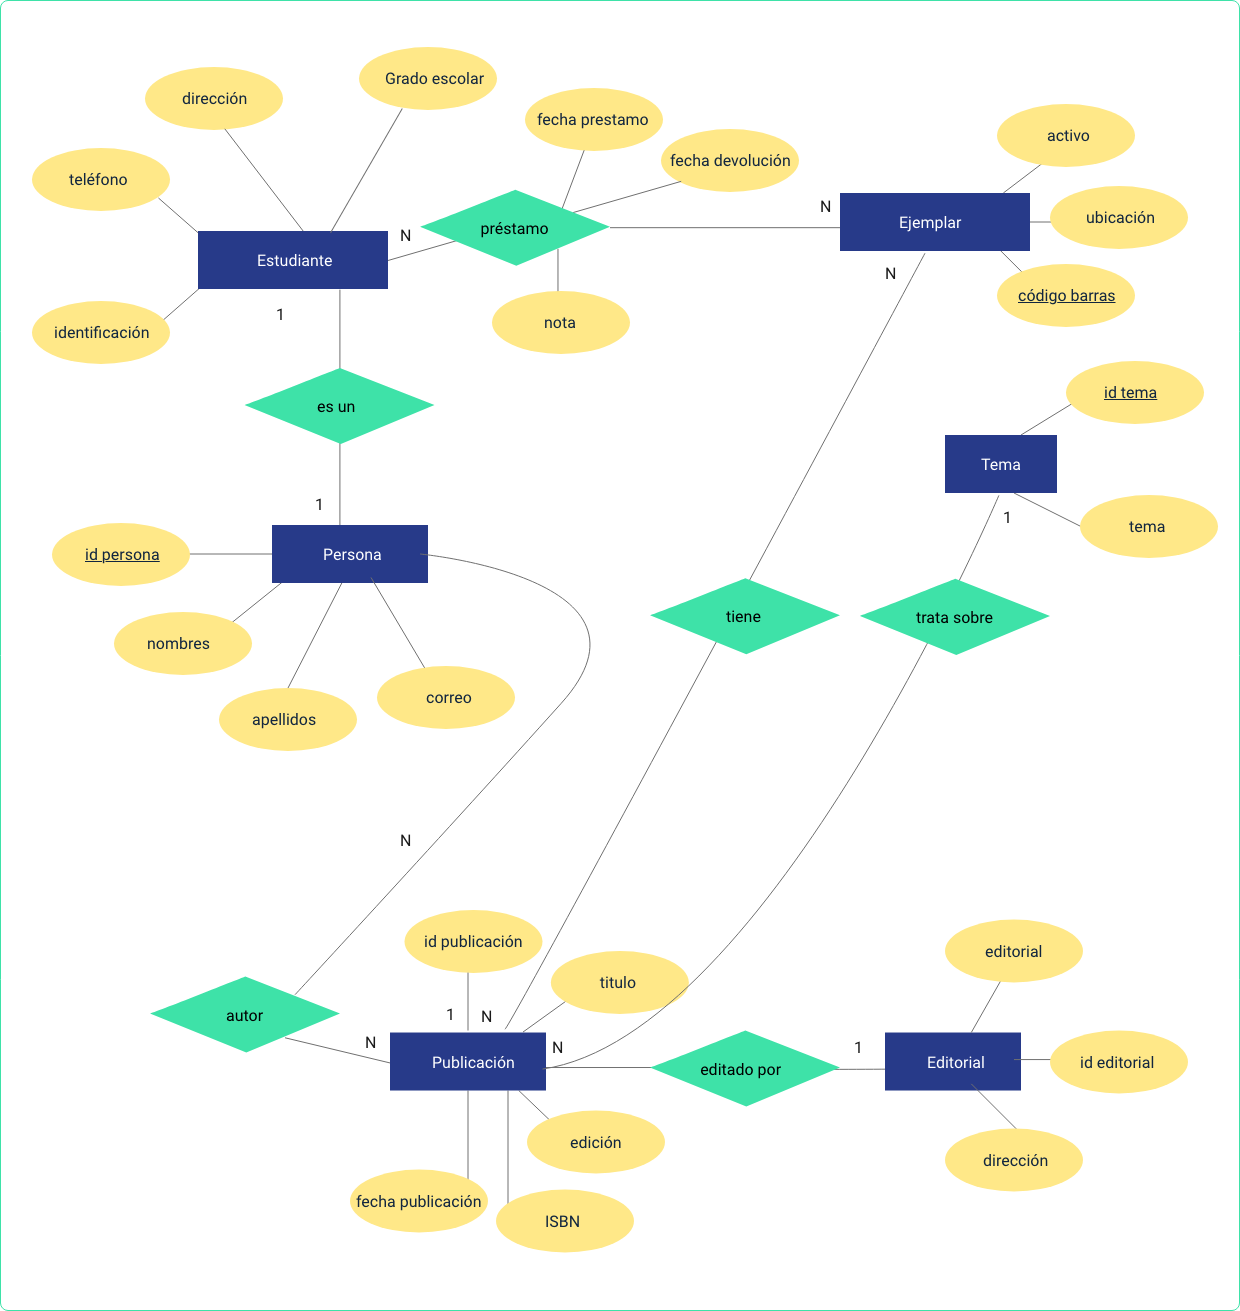 Grado escolar
dirección
fecha prestamo
activo
fecha devolución
teléfono
N
ubicación
Ejemplar
préstamo
N
Estudiante
N
código barras
1
nota
identificación
id tema
es un
Tema
1
1
tema
id persona
Persona
tiene
trata sobre
nombres
correo
apellidos
N
id publicación
editorial
titulo
autor
1
N
N
N
1
Publicación
Editorial
id editorial
editado por
edición
dirección
fecha publicación
ISBN